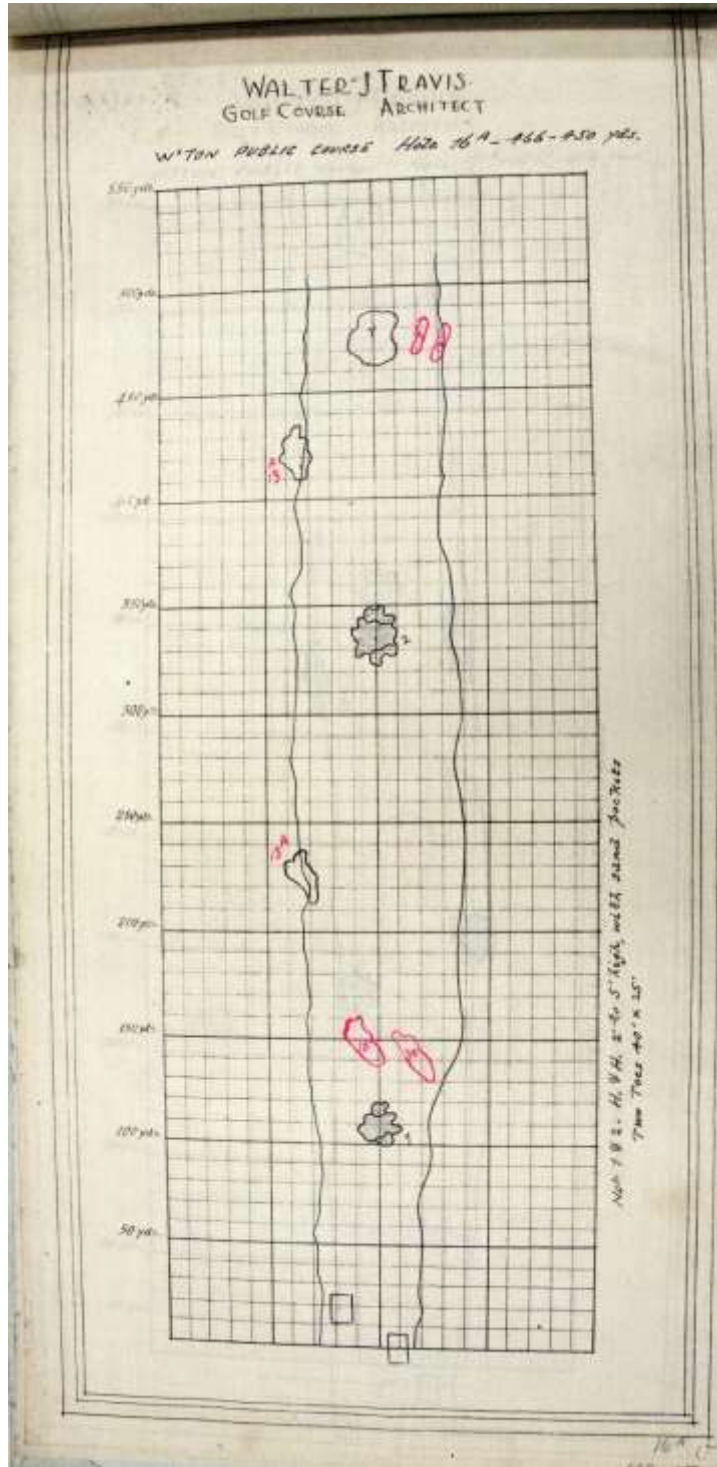 WALTER J TRAVIS
GOLF COURSE ARCHITECT
W'TON PUBLIC COURSE Hole 16A - 466-450 yds.
550 yds.
500 yds.
450 yds.
400 yds.
350 yds.
300 yds.
250 yds.
200 yds.
150 yds.
100 yds.
50 yds.
2
1
Nos 1 & 2. H. & H. 2' to 5' high, with sand pockets
Two Tees 40' x 25'
16A